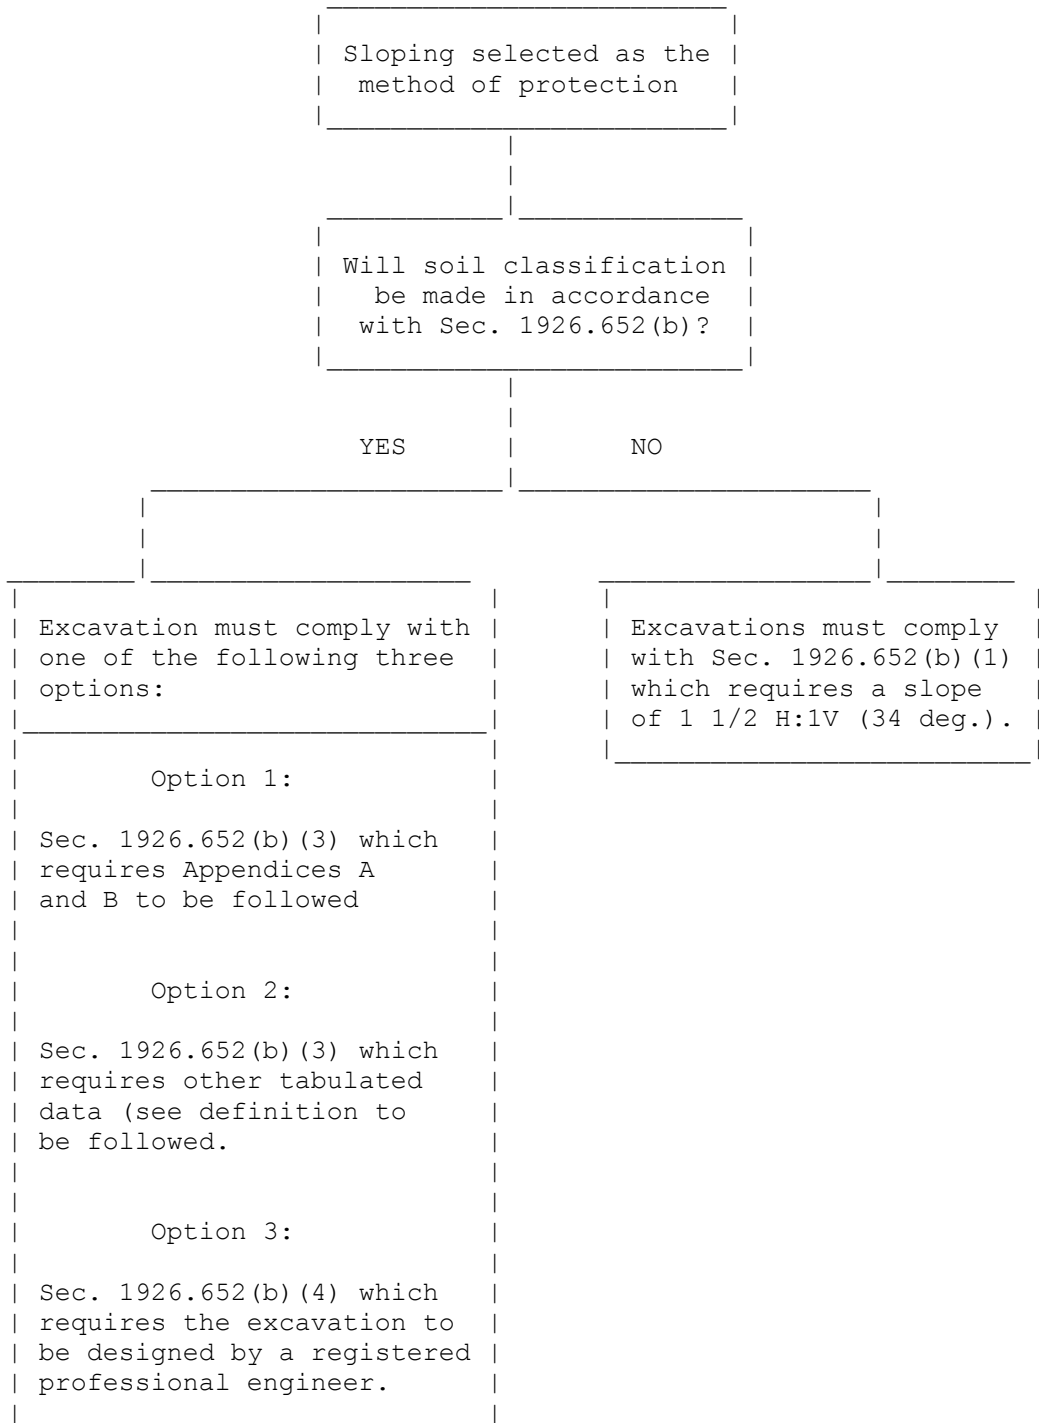 Sloping selected as the
method of protection
Will soil classification
be made in accordance
with Sec. 1926.652(b)?
YES
NO
Excavation must comply with
one of the following three
options:
Option 1:
Sec. 1926.652(b)(3) which
requires Appendices A
and B to be followed
Option 2:
Sec. 1926.652(b)(3) which
requires other tabulated
data (see definition to
be followed.
Option 3:
Sec. 1926.652(b)(4) which
requires the excavation to
be designed by a registered
professional engineer.
Excavations must comply
with Sec. 1926.652(b)(1)
which requires a slope
of 1 1/2 H:1V (34 deg.).